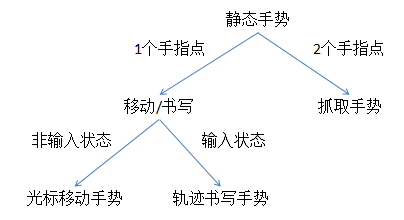 静态手势
1个手指点
2个手指点
移动/书写
抓取手势
非输入状态
输入状态
光标移动手势
轨迹书写手势